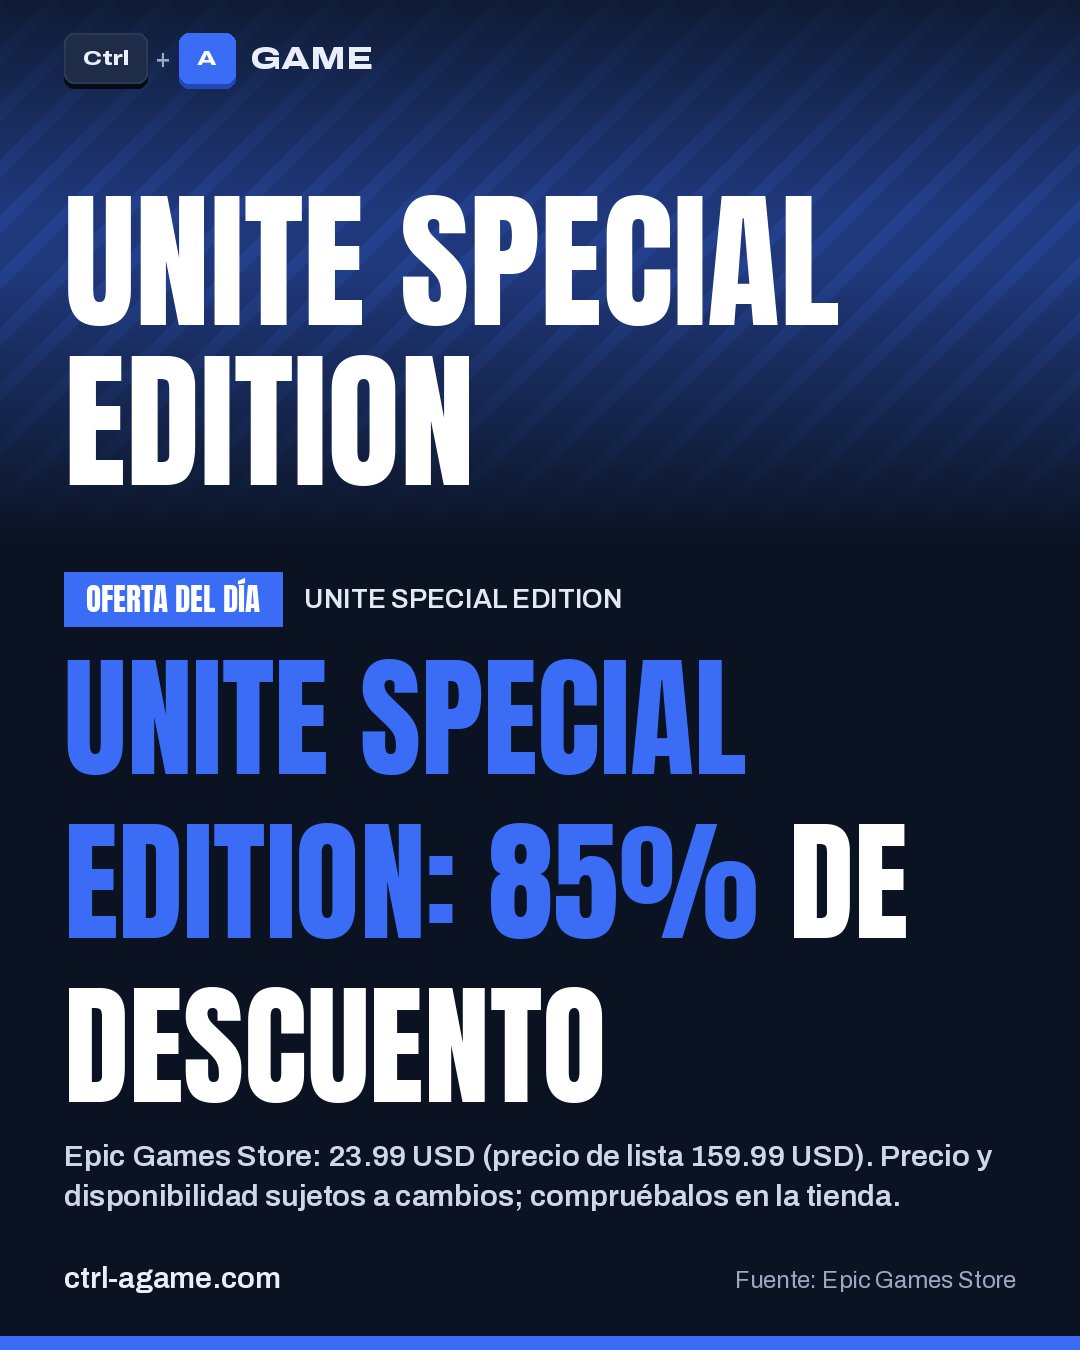 Ctrl + A GAME
UNITE SPECIAL
EDITION
OFERTA DEL DÍA UNITE SPECIAL EDITION
UNITE SPECIAL
EDITION: 85% DE
DESCUENTO
Epic Games Store: 23.99 USD (precio de lista 159.99 USD). Precio y
disponibilidad sujetos a cambios; compruébalos en la tienda.
ctrl-agame.com
Fuente: Epic Games Store